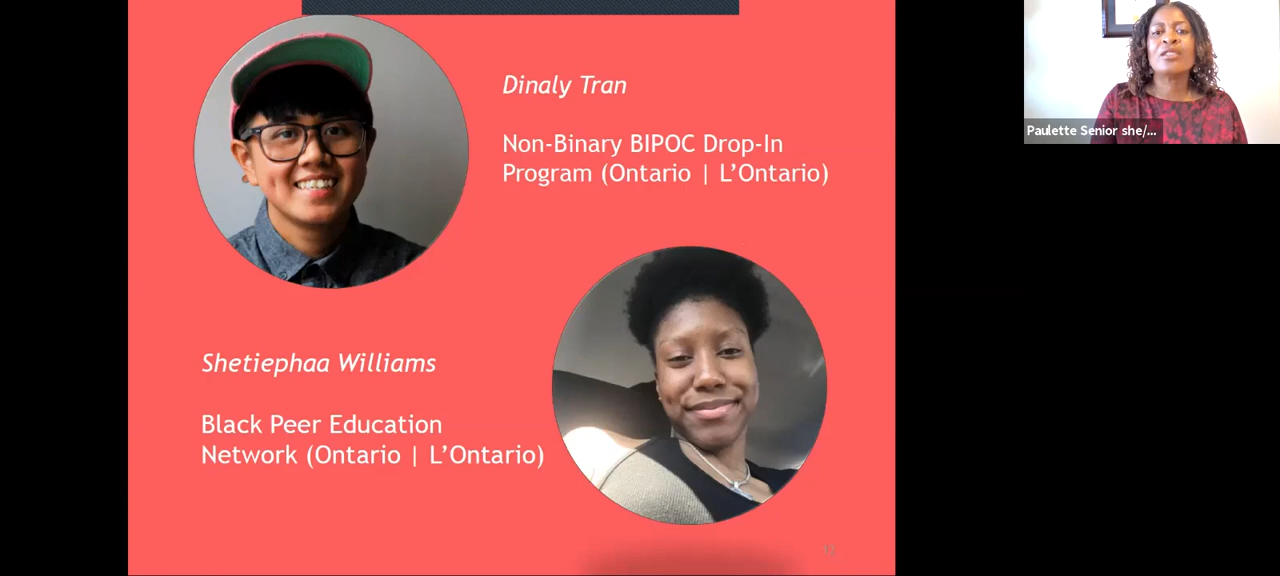 Dinaly Tran
Non-Binary BIPOC Drop-In
Program (Ontario | L’Ontario)
Shetiephaa Williams
Black Peer Education
Network (Ontario | L’Ontario)
Paulette Senior she/...